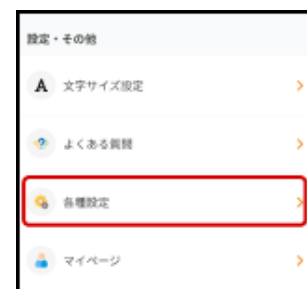 設定・その他
文字サイズ設定
よくある質問
各種設定
マイページ